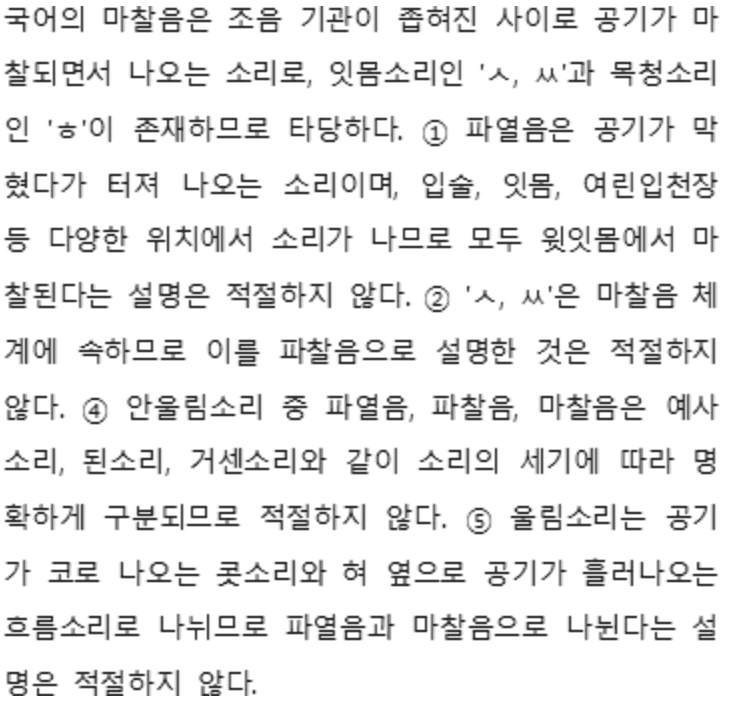 국어의 마찰음은 조음 기관이 좁혀진 사이로 공기가 마
찰되면서 나오는 소리로, 잇몸소리인 'ㅅ, ㅆ'과 목청소리
인 'ㅎ'이 존재하므로 타당하다. ① 파열음은 공기가 막
혔다가 터져 나오는 소리이며, 입술, 잇몸, 여린입천장
등 다양한 위치에서 소리가 나므로 모두 윗잇몸에서 마
찰된다는 설명은 적절하지 않다. ② 'ㅅ, ㅆ'은 마찰음 체
계에 속하므로 이를 파찰음으로 설명한 것은 적절하지
않다. ④ 안울림소리 중 파열음, 파찰음, 마찰음은 예사
소리, 된소리, 거센소리와 같이 소리의 세기에 따라 명
확하게 구분되므로 적절하지 않다. ⑤ 울림소리는 공기
가 코로 나오는 콧소리와 혀 옆으로 공기가 흘러나오는
흐름소리로 나뉘므로 파열음과 마찰음으로 나뉜다는 설
명은 적절하지 않다.